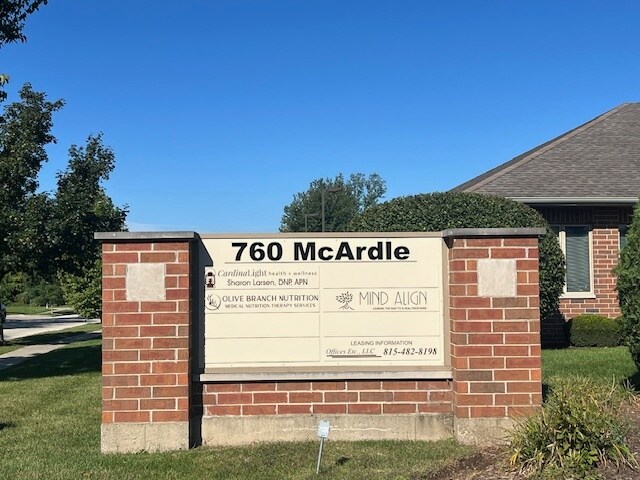 760 McArdle
CardinaLight health & wellness
Sharon Larsen, DNP, APN
OLIVE BRANCH NUTRITION
MEDICAL NUTRITION THERAPY SERVICES
MIND ALIGN
LEASING INFORMATION
Offices Etc., LLC 815-482-8198